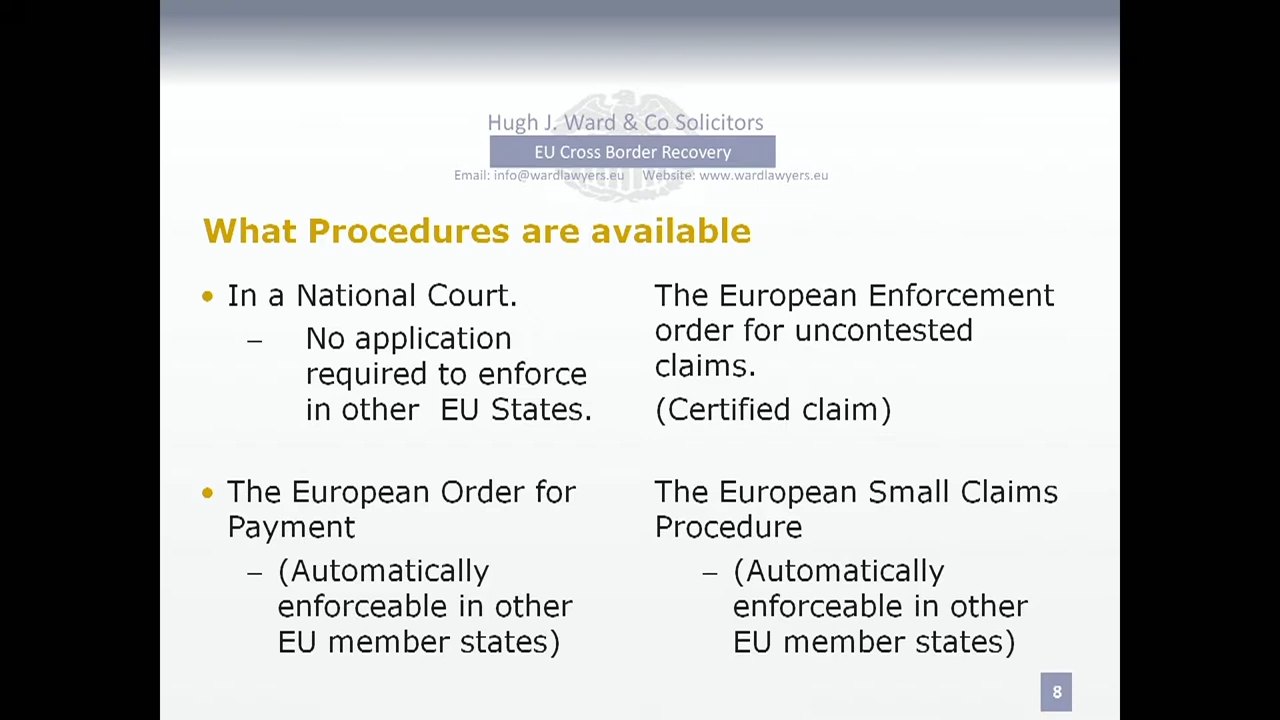 Hugh J. Ward & Co Solicitors
EU Cross Border Recovery
Email: info@wardlawyers.eu Website: www.wardlawyers.eu
What Procedures are available
• In a National Court.
– No application
required to enforce
in other EU States.
The European Enforcement
order for uncontested
claims.
(Certified claim)
• The European Order for
Payment
– (Automatically
enforceable in other
EU member states)
The European Small Claims
Procedure
– (Automatically
enforceable in other
EU member states)
8